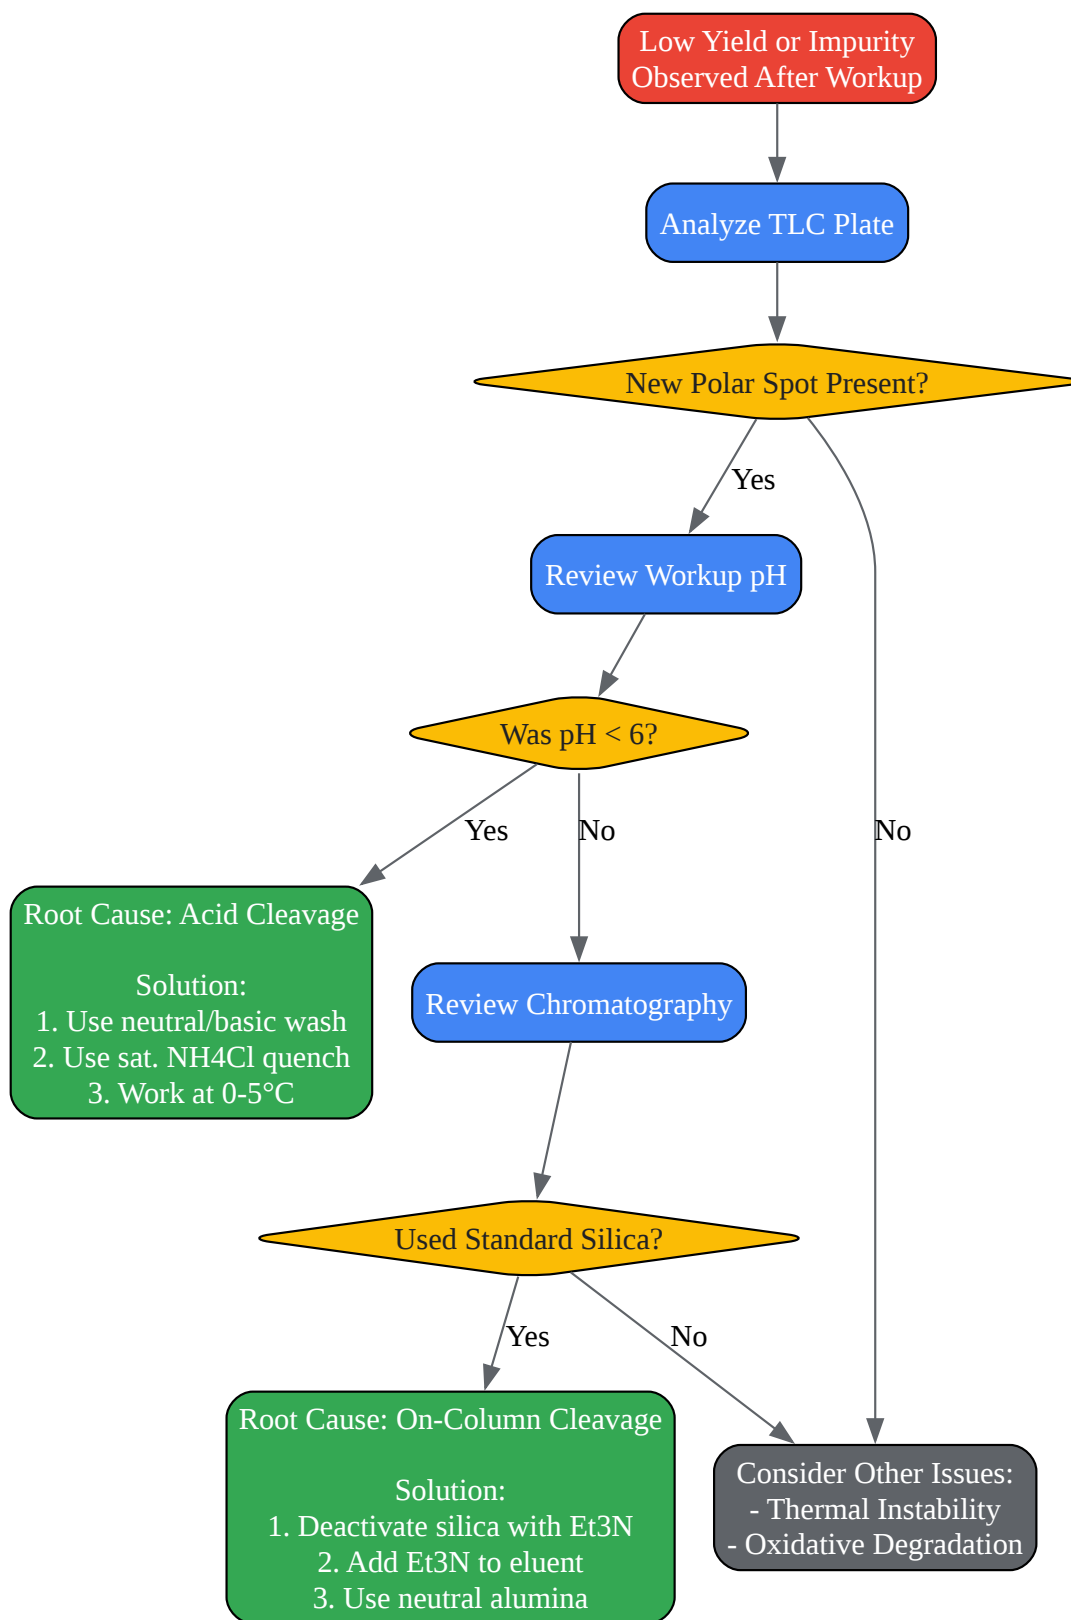 Low Yield or Impurity
Observed After Workup
Analyze TLC Plate
New Polar Spot Present?
Yes
Review Workup pH
Was pH < 6?
Yes
No
No
Root Cause: Acid Cleavage
Solution:
1. Use neutral/basic wash
2. Use sat. NH4Cl quench
3. Work at 0-5°C
Review Chromatography
Used Standard Silica?
Yes
No
Root Cause: On-Column Cleavage
Solution:
1. Deactivate silica with Et3N
2. Add Et3N to eluent
3. Use neutral alumina
Consider Other Issues:
- Thermal Instability
- Oxidative Degradation